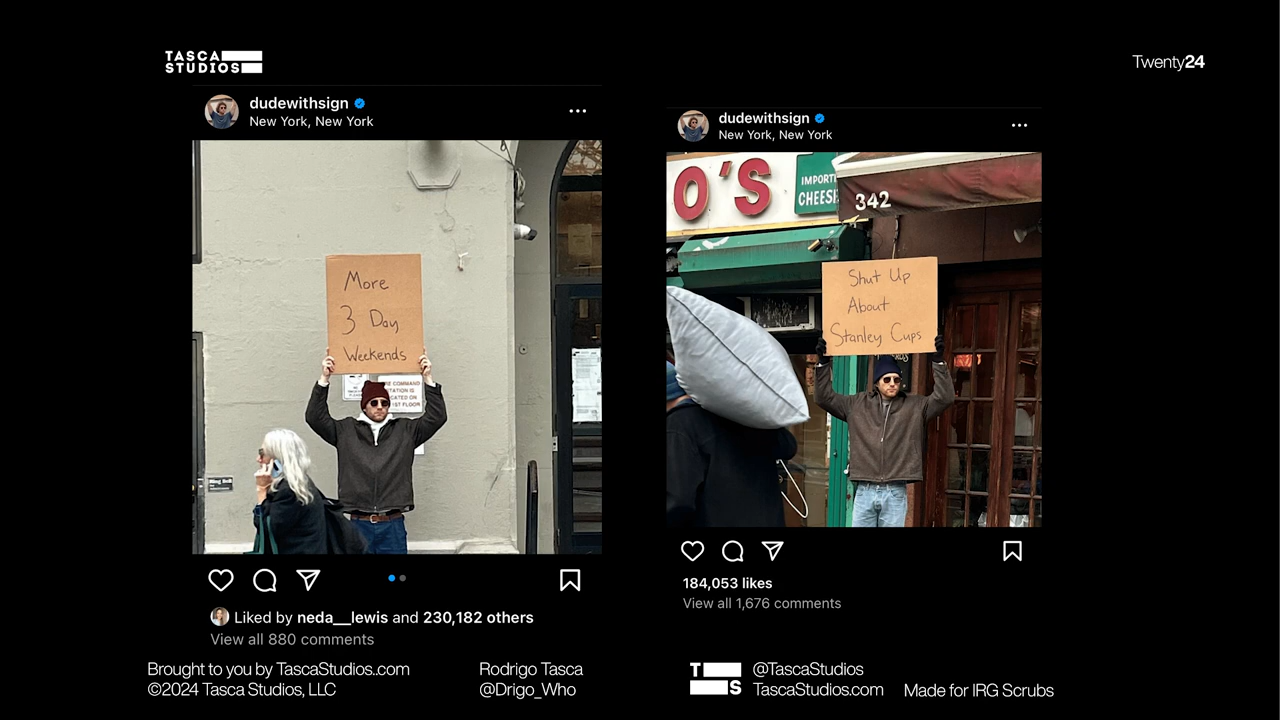 TASCA
STUDIOS
Twenty24
dudewithsign
New York, New York
More
3 Day
Weekends
Liked by neda__lewis and 230,182 others
View all 880 comments
dudewithsign
New York, New York
O'S
IMPORT
CHEES
342
Shut Up
About
Stanley Cups
184,053 likes
View all 1,676 comments
Brought to you by TascaStudios..com
©2024 Tasca Studios, LLC
Rodrigo Tasca
@Drigo_Who
T
S
@TascaStudios
TascaStudios.com
Made for IRG Scrubs